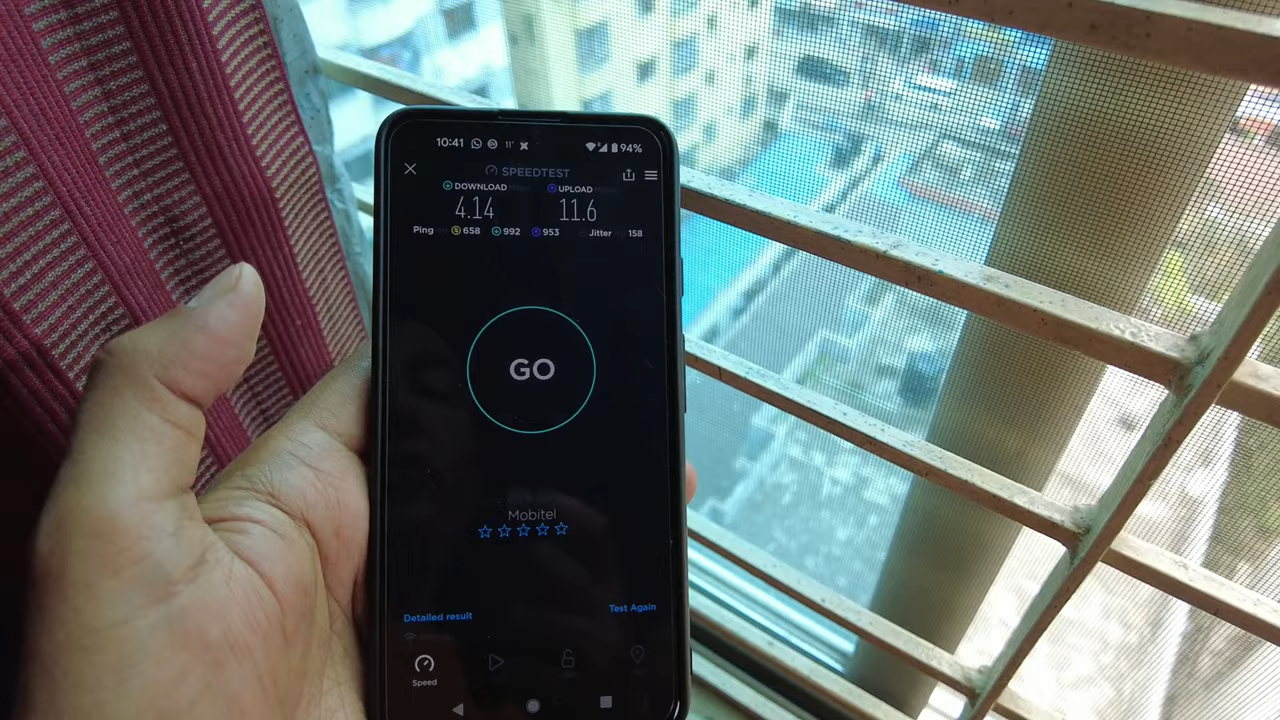 10:41 11° 94%
SPEEDTEST
DOWNLOAD UPLOAD
4.14 11.6
Ping 658 992 953 Jitter 158
GO
Mobitel
Detailed result Test Again
Speed